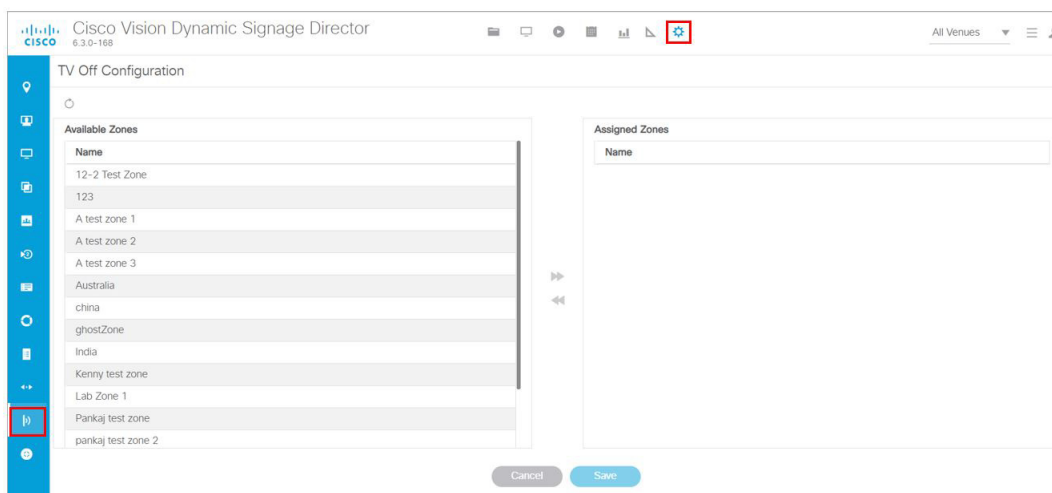 CISCO
Cisco Vision Dynamic Signage Director
6.3.0-168
All Venues
TV Off Configuration
Available Zones
Name
12-2 Test Zone
123
A test zone 1
A test zone 2
A test zone 3
Australia
china
ghostZone
India
Kenny test zone
Lab Zone 1
Pankaj test zone
pankaj test zone 2
Assigned Zones
Name
Cancel
Save